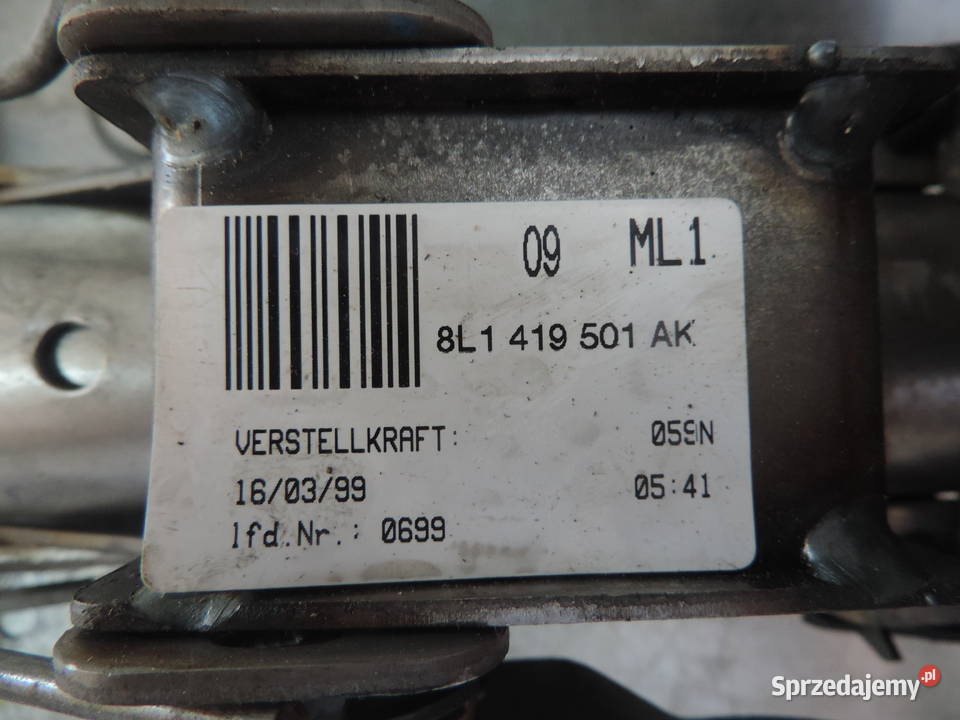 09 ML1
8L1 419 501 AK
VERSTELLKRAFT: 059N
16/03/99 05:41
lfd.Nr.: 0699
Sprzedajemy.pl